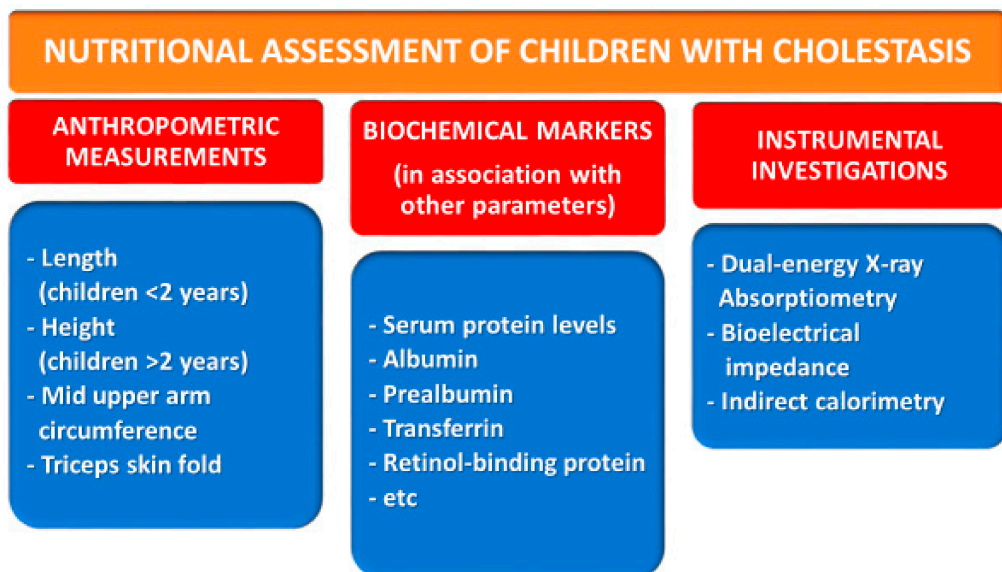 NUTRITIONAL ASSESSMENT OF CHILDREN WITH CHOLESTASIS
ANTHROPOMETRIC
MEASUREMENTS
- Length
(children <2 years)
- Height
(children >2 years)
- Mid upper arm
circumference
- Triceps skin fold
BIOCHEMICAL MARKERS
(in association with
other parameters)
- Serum protein levels
- Albumin
- Prealbumin
- Transferrin
- Retinol-binding protein
- etc
INSTRUMENTAL
INVESTIGATIONS
- Dual-energy X-ray
Absorptiometry
- Bioelectrical
impedance
- Indirect calorimetry